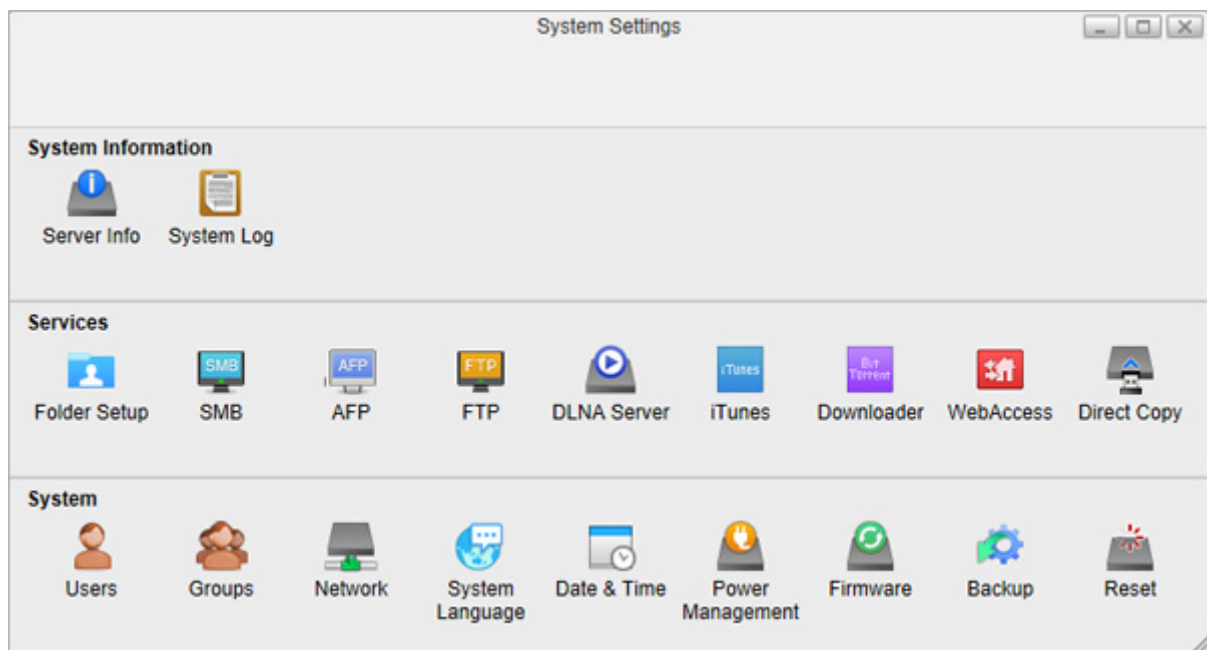 System Settings
System Information
Server Info System Log
Services
SMB AFP FTP iTunes Bit
Torrent
Folder Setup SMB AFP FTP DLNA Server iTunes Downloader WebAccess Direct Copy
System
Users Groups Network System Date & Time Power Firmware Backup Reset
Language Management